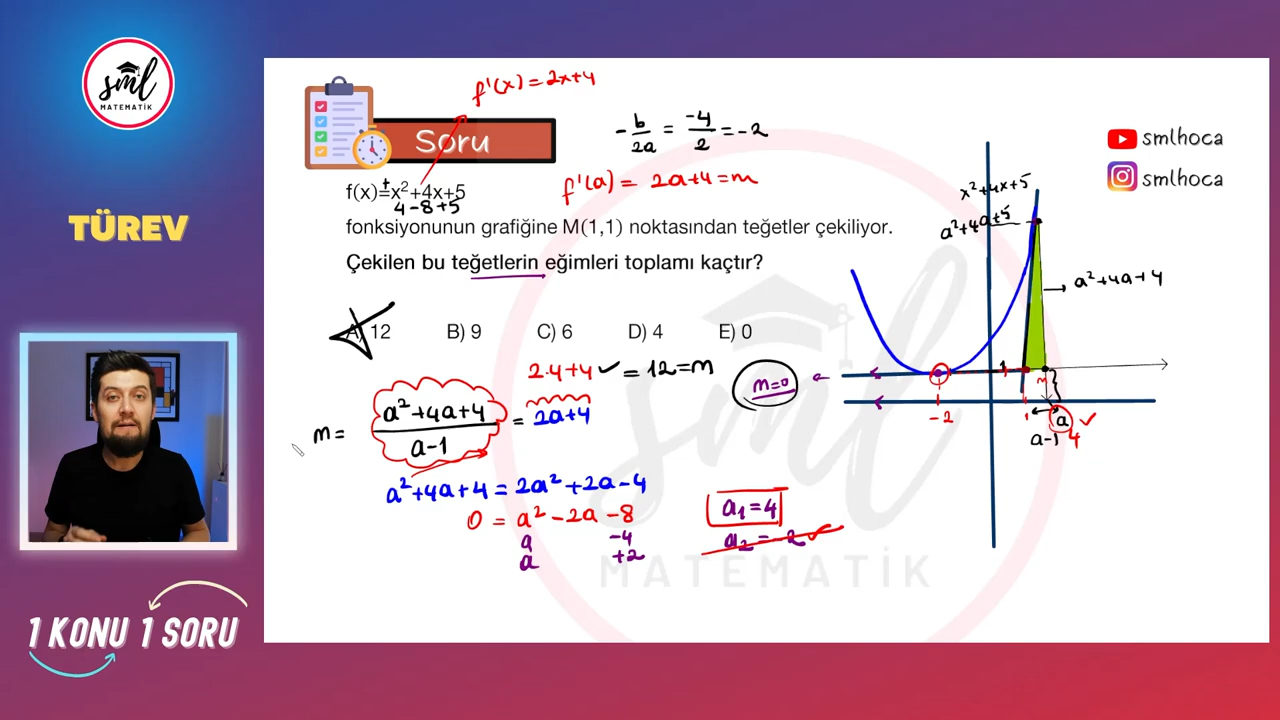 sml
MATEMATİK
TÜREV
1 KONU 1 SORU
Soru
f'(x)=2x+4
-b/2a = -4/2 = -2
f(x)=x²+4x+5
+
4-8+5
f'(a) = 2a+4=m
fonksiyonunun grafiğine M(1,1) noktasından teğetler çekiliyor.
Çekilen bu teğetlerin eğimleri toplamı kaçtır?
A) 12 B) 9 C) 6 D) 4 E) 0
2.4+4 = 12=m
m=0
m= a²+4a+4/a-1 = 2a+4
a²+4a+4 = 2a²+2a-4
0 = a²-2a-8
a -4
a +2
a₁=4
a₂=-2
smlhoca
smlhoca
x²+4x+5
a²+4a+5
a²+4a+4
1
M
-2
1
a
a-1
4
sml
MATEMATİK